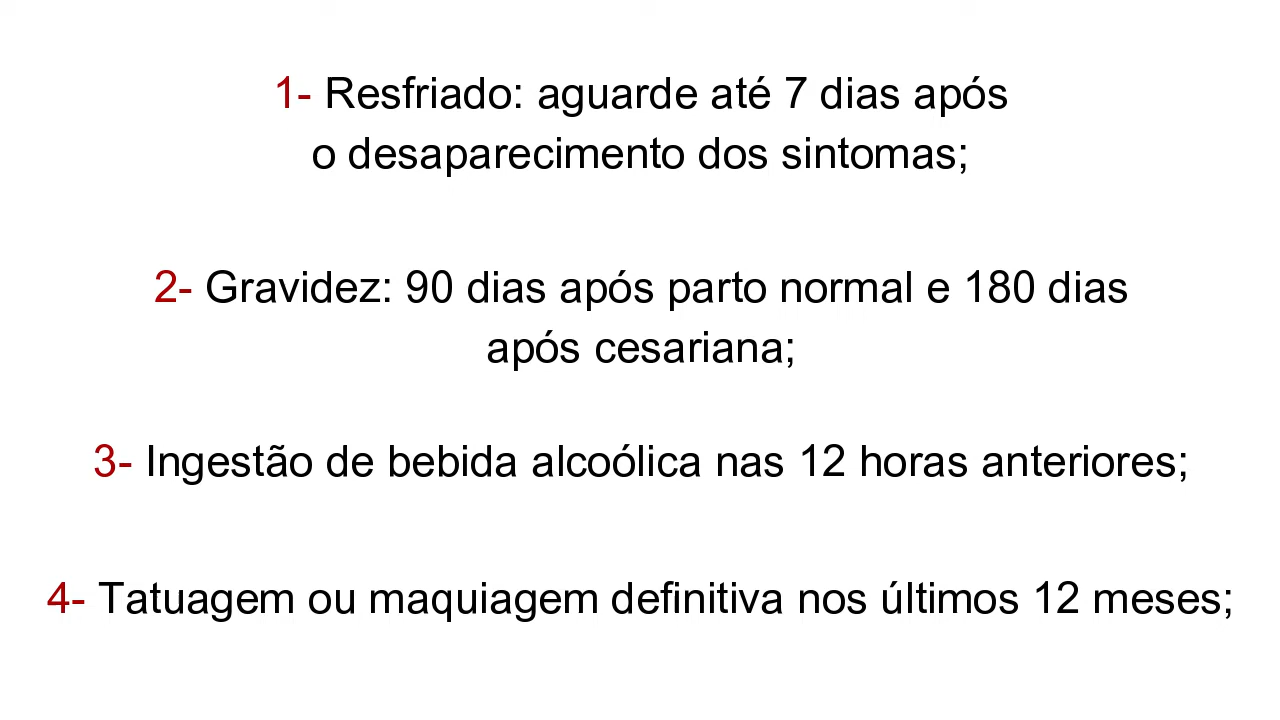 1- Resfriado: aguarde até 7 dias após
o desaparecimento dos sintomas;
2- Gravidez: 90 dias após parto normal e 180 dias
após cesariana;
3- Ingestão de bebida alcoólica nas 12 horas anteriores;
4- Tatuagem ou maquiagem definitiva nos últimos 12 meses;